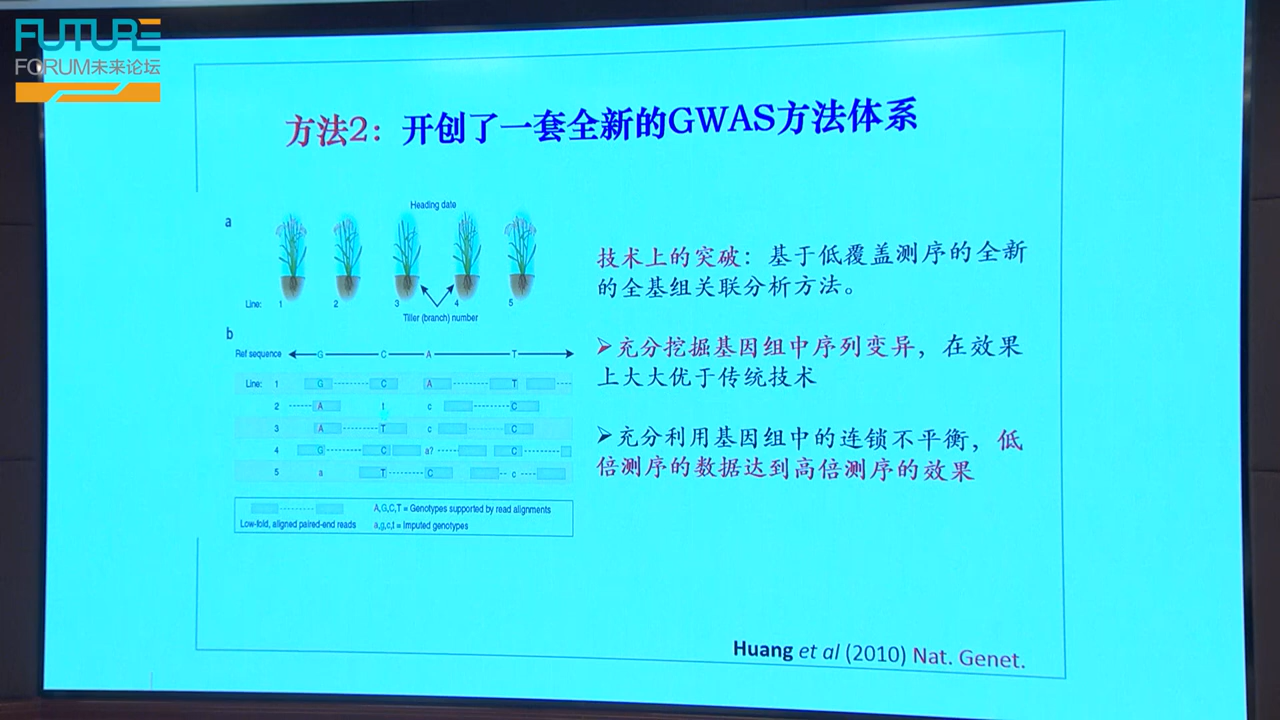 FUTURE
FORUM未来论坛
方法2：开创了一套全新的GWAS方法体系
a
Heading date
Line: 1 2 3 4 5
Tiller (branch) number
b
Ref sequence G C A T
Line: 1 G C A T
2 A t c C
3 A T c C
4 G C a? C
5 a T C c
A,G,C,T = Genotypes supported by read alignments
Low-fold, aligned paired-end reads a,g,c,t = Imputed genotypes
技术上的突破：基于低覆盖测序的全新
的全基组关联分析方法。
➢充分挖掘基因组中序列变异，在效果
上大大优于传统技术
➢充分利用基因组中的连锁不平衡，低
倍测序的数据达到高倍测序的效果
Huang et al (2010) Nat. Genet.